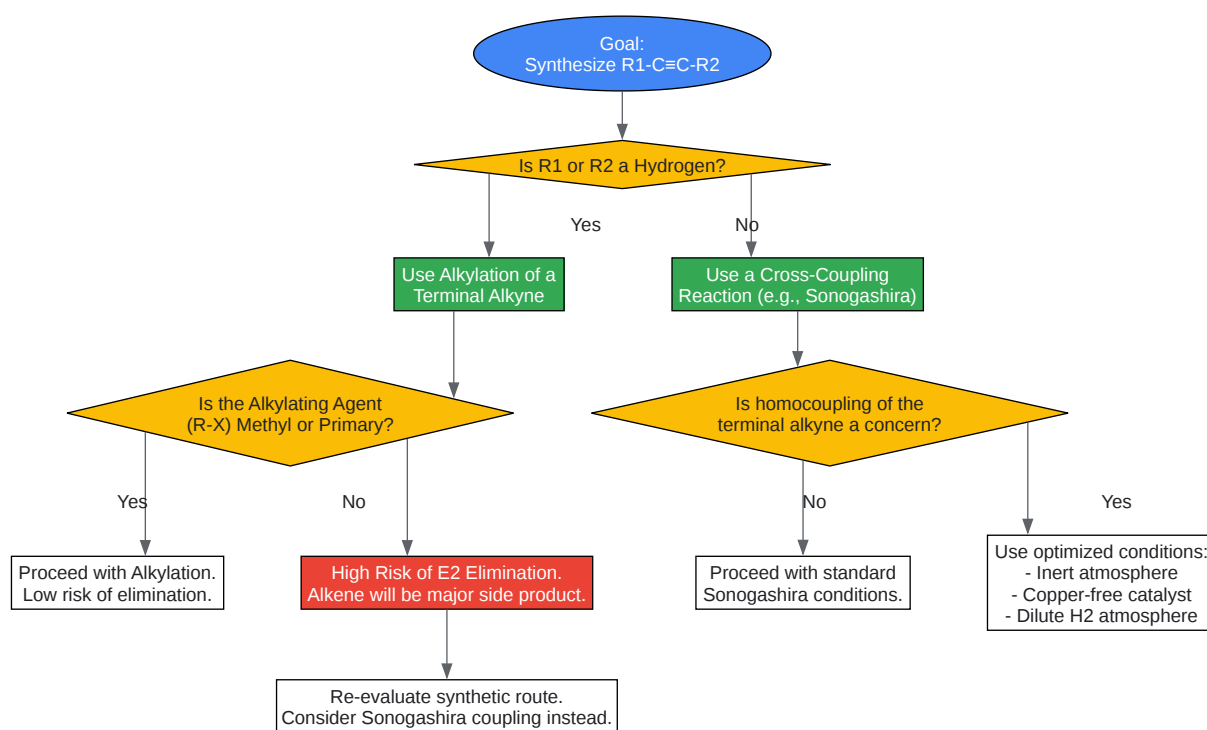 Goal:
Synthesize R1-C≡C-R2
Is R1 or R2 a Hydrogen?
Yes
No
Use Alkylation of a
Terminal Alkyne
Use a Cross-Coupling
Reaction (e.g., Sonogashira)
Is the Alkylating Agent
(R-X) Methyl or Primary?
Is homocoupling of the
terminal alkyne a concern?
Yes
No
No
Yes
Proceed with Alkylation.
Low risk of elimination.
High Risk of E2 Elimination.
Alkene will be major side product.
Proceed with standard
Sonogashira conditions.
Use optimized conditions:
- Inert atmosphere
- Copper-free catalyst
- Dilute H2 atmosphere
Re-evaluate synthetic route.
Consider Sonogashira coupling instead.